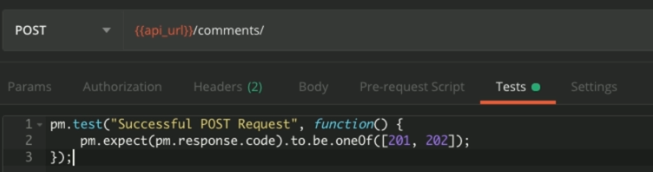 POST {{api_url}}/comments/
Params Authorization Headers (2) Body Pre-request Script Tests Settings
1 pm.test("Successful POST Request", function() {
2 pm.expect(pm.response.code).to.be.oneOf([201, 202]);
3 });